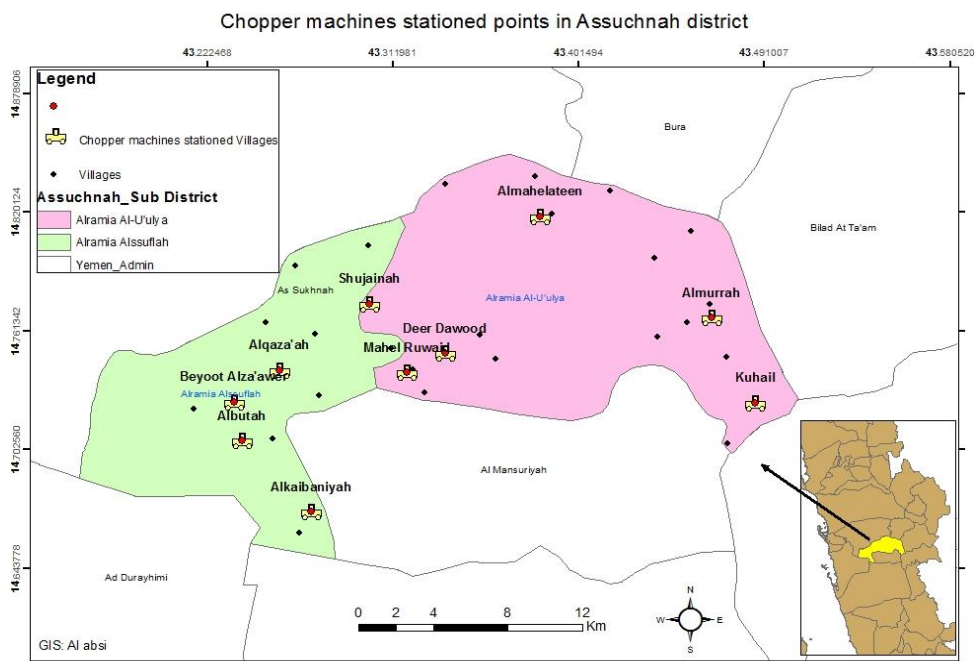 Chopper machines stationed points in Assuchnah district
43.222468 43.311981 43.401494 43.491007 43.580520
14.878906
14.820124
14.761342
14.702560
14.643778
Legend
Chopper machines stationed Villages
Villages
Assuchnah_Sub District
Alramia Al-U'ulya
Alramia Alssuflah
Yemen_Admin
Bura
Almahelateen
Bilad At Ta'am
Shujainah
As Sukhnah
Alramia Al-U'ulya
Almurrah
Deer Dawood
Alqaza'ah
Mahel Ruwaid
Beyoot Alza'awer
Kuhail
Alramia Alssuflah
Albutah
Al Mansuriyah
Alkaibaniyah
Ad Durayhimi
0 2 4 8 12
Km
N
W E
S
GIS: Al absi